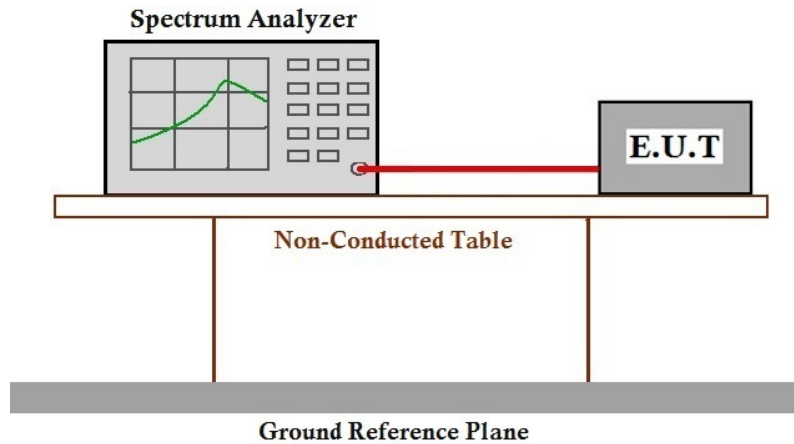 Spectrum Analyzer
E.U.T
Non-Conducted Table
Ground Reference Plane